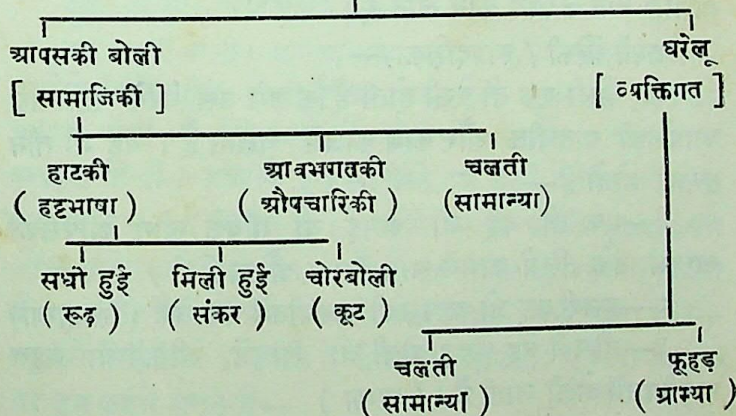 आपसकी बोली घरेलू
[ सामाजिकी ] [ व्यक्तिगत ]
हाटकी आवभगतकी चलती
( हट्टभाषा ) ( औपचारिकी ) (सामान्या)
सधी हुई मिली हुई चोरबोली
( रूढ़ ) ( संकर ) ( कूट )
चलती फूहड़
( सामान्या ) ( ग्राम्या )